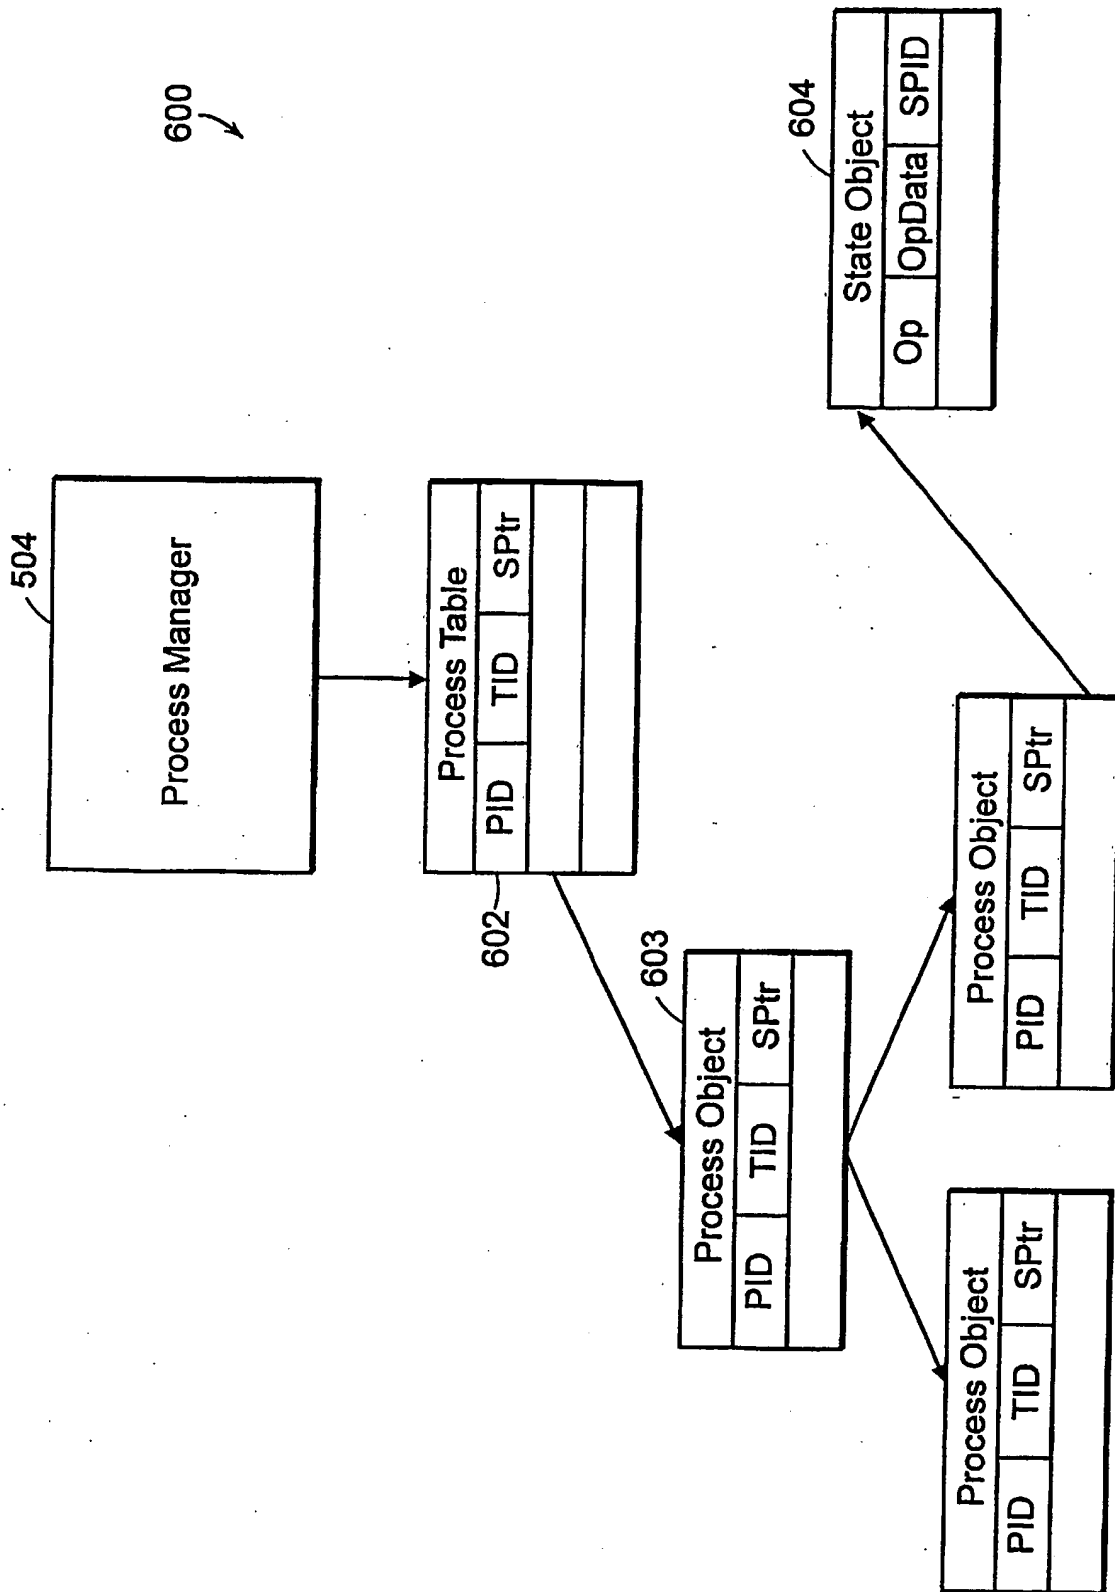 600
504
Process Manager
Process Table
PID TID SPtr
602
603
Process Object
PID TID SPtr
604
State Object
Op OpData SPID
Process Object
PID TID SPtr
Process Object
PID TID SPtr